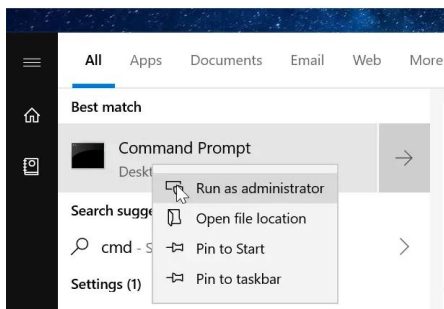 All Apps Documents Email Web More
Best match
Command Prompt
Deskt
Run as administrator
Search sugge
Open file location
cmd - S
Pin to Start
Settings (1)
Pin to taskbar